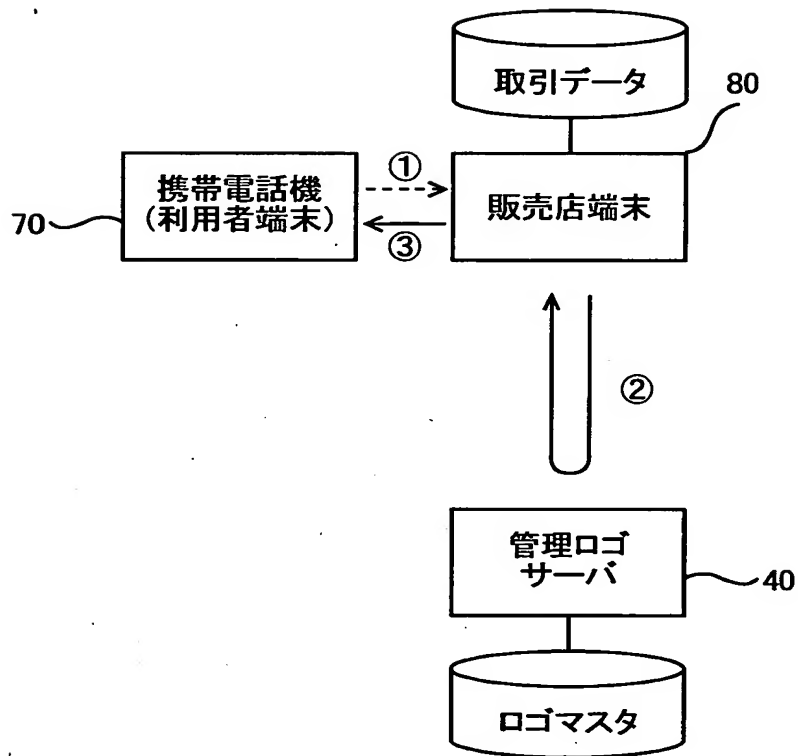 取引データ
80
携帯電話機
(利用者端末)
70
①
③
販売店端末
②
管理ロゴ
サーバ
40
ロゴマスタ